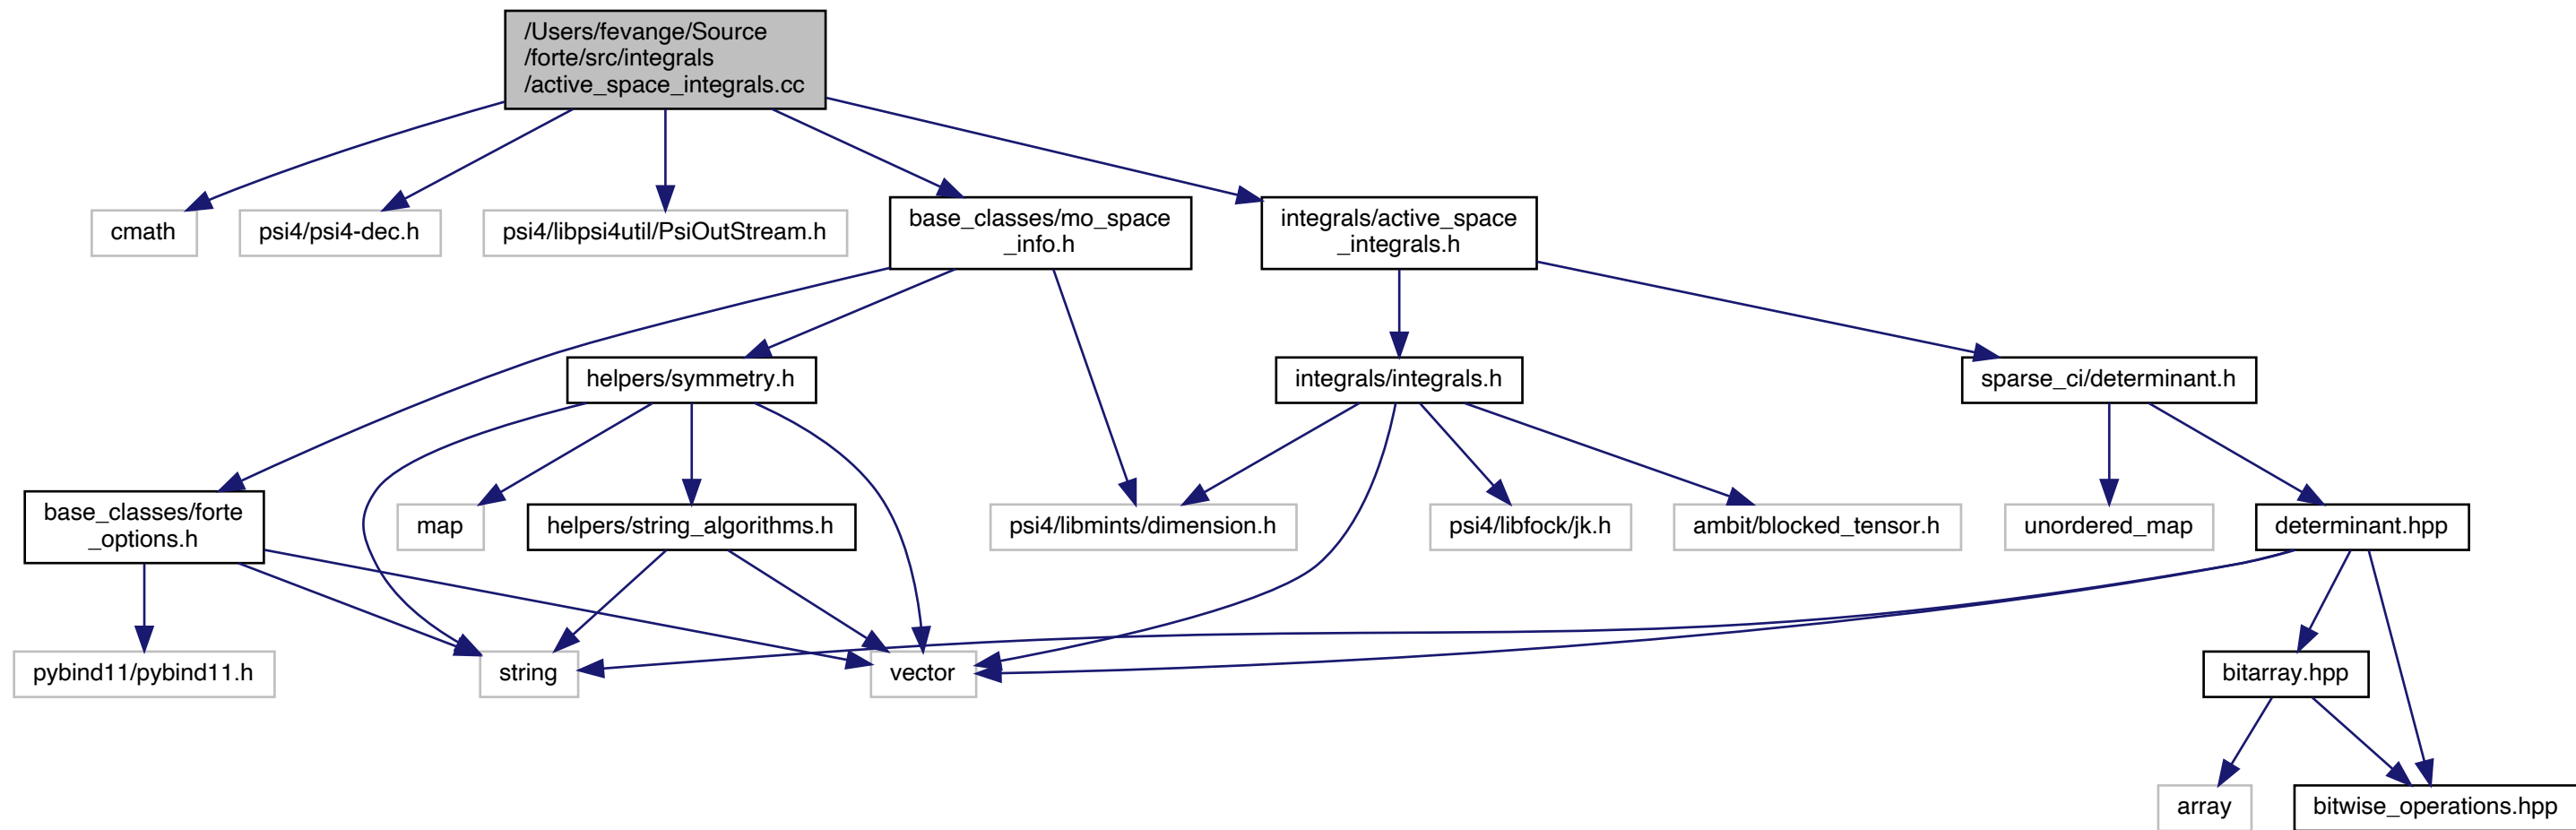 /Users/fevange/Source
/forte/src/integrals
/active_space_integrals.cc
cmath
psi4/psi4-dec.h
psi4/libpsi4util/PsiOutStream.h
base_classes/mo_space
_info.h
integrals/active_space
_integrals.h
helpers/symmetry.h
integrals/integrals.h
sparse_ci/determinant.h
base_classes/forte
_options.h
map
helpers/string_algorithms.h
psi4/libmints/dimension.h
psi4/libfock/jk.h
ambit/blocked_tensor.h
unordered_map
determinant.hpp
pybind11/pybind11.h
string
vector
bitarray.hpp
array
bitwise_operations.hpp